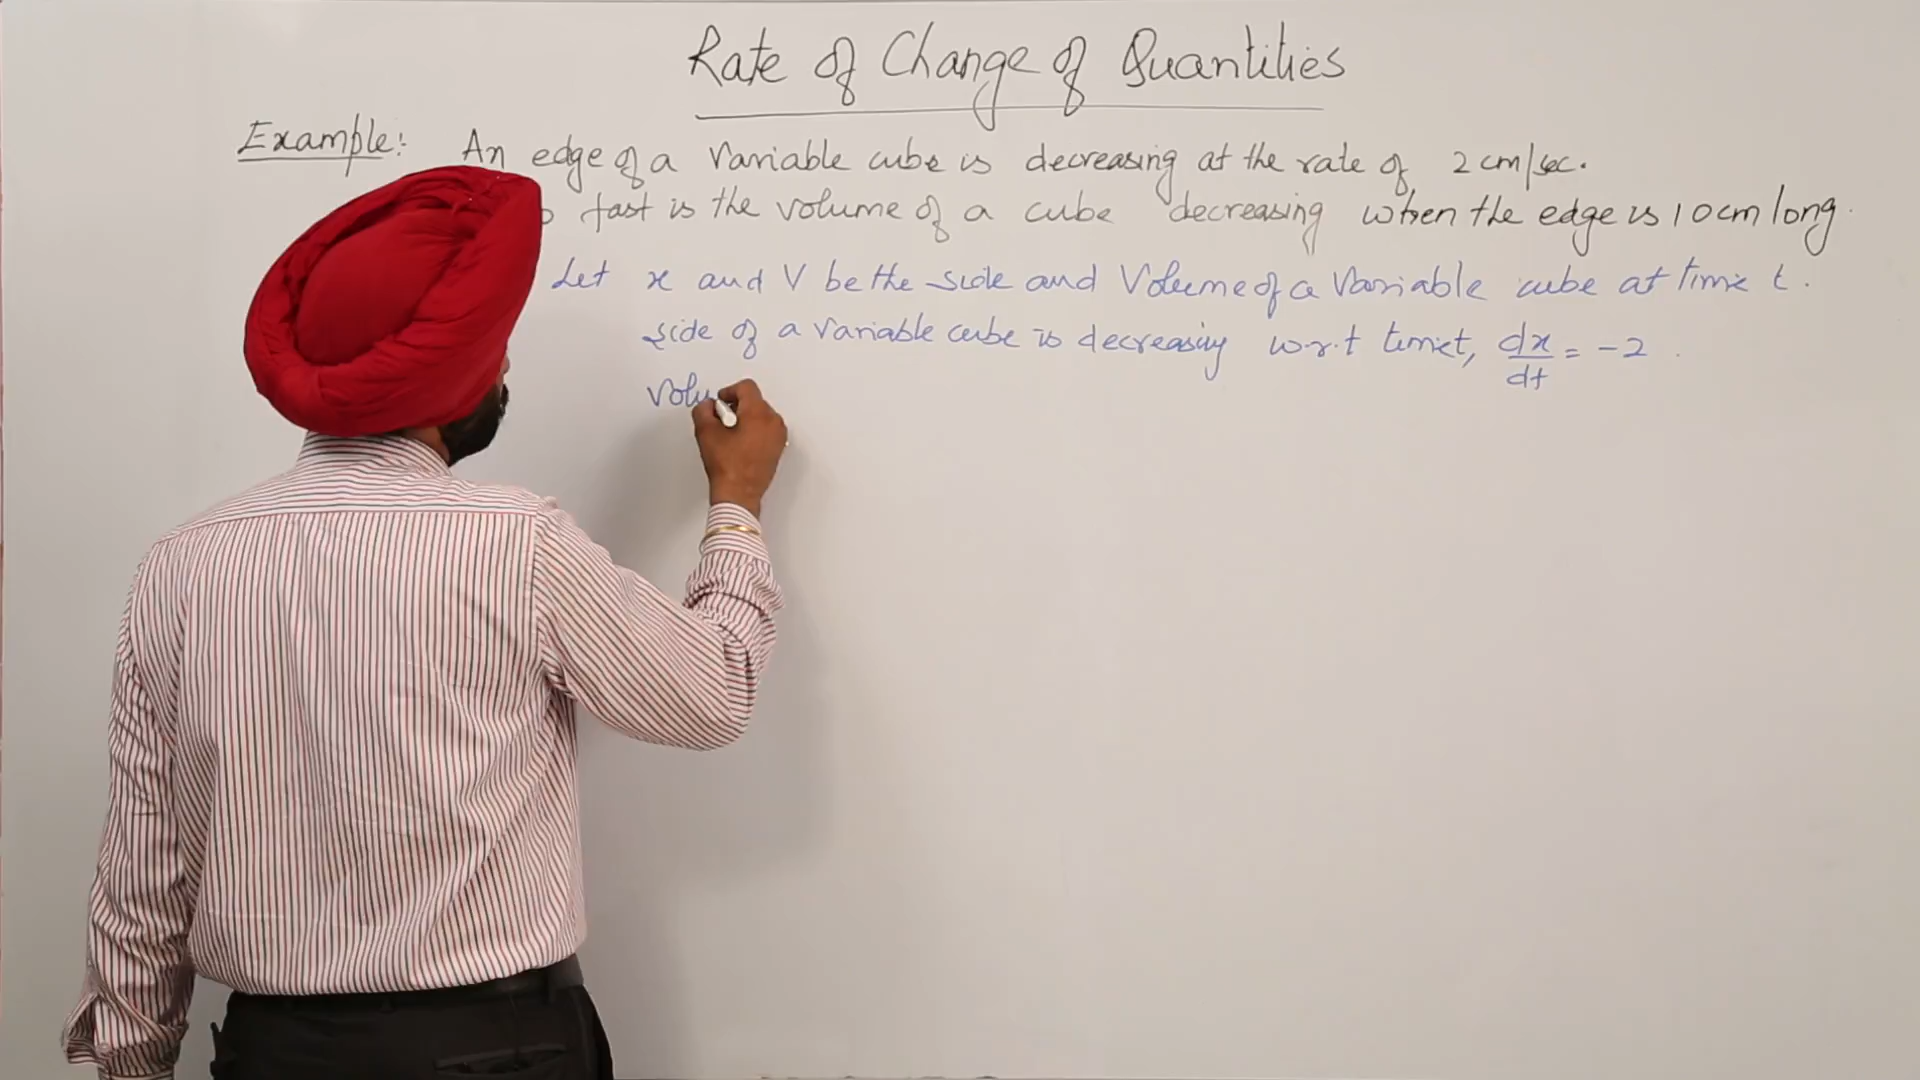 Rate of Change of Quantities
Example: An edge of a Variable cube is decreasing at the rate of 2 cm/sec.
fast is the volume of a cube decreasing when the edge is 10 cm long.
Let x and V be the side and Volume of a Variable cube at time t.
side of a variable cube is decreasing w.r.t time t, dx/dt = -2.
Volu